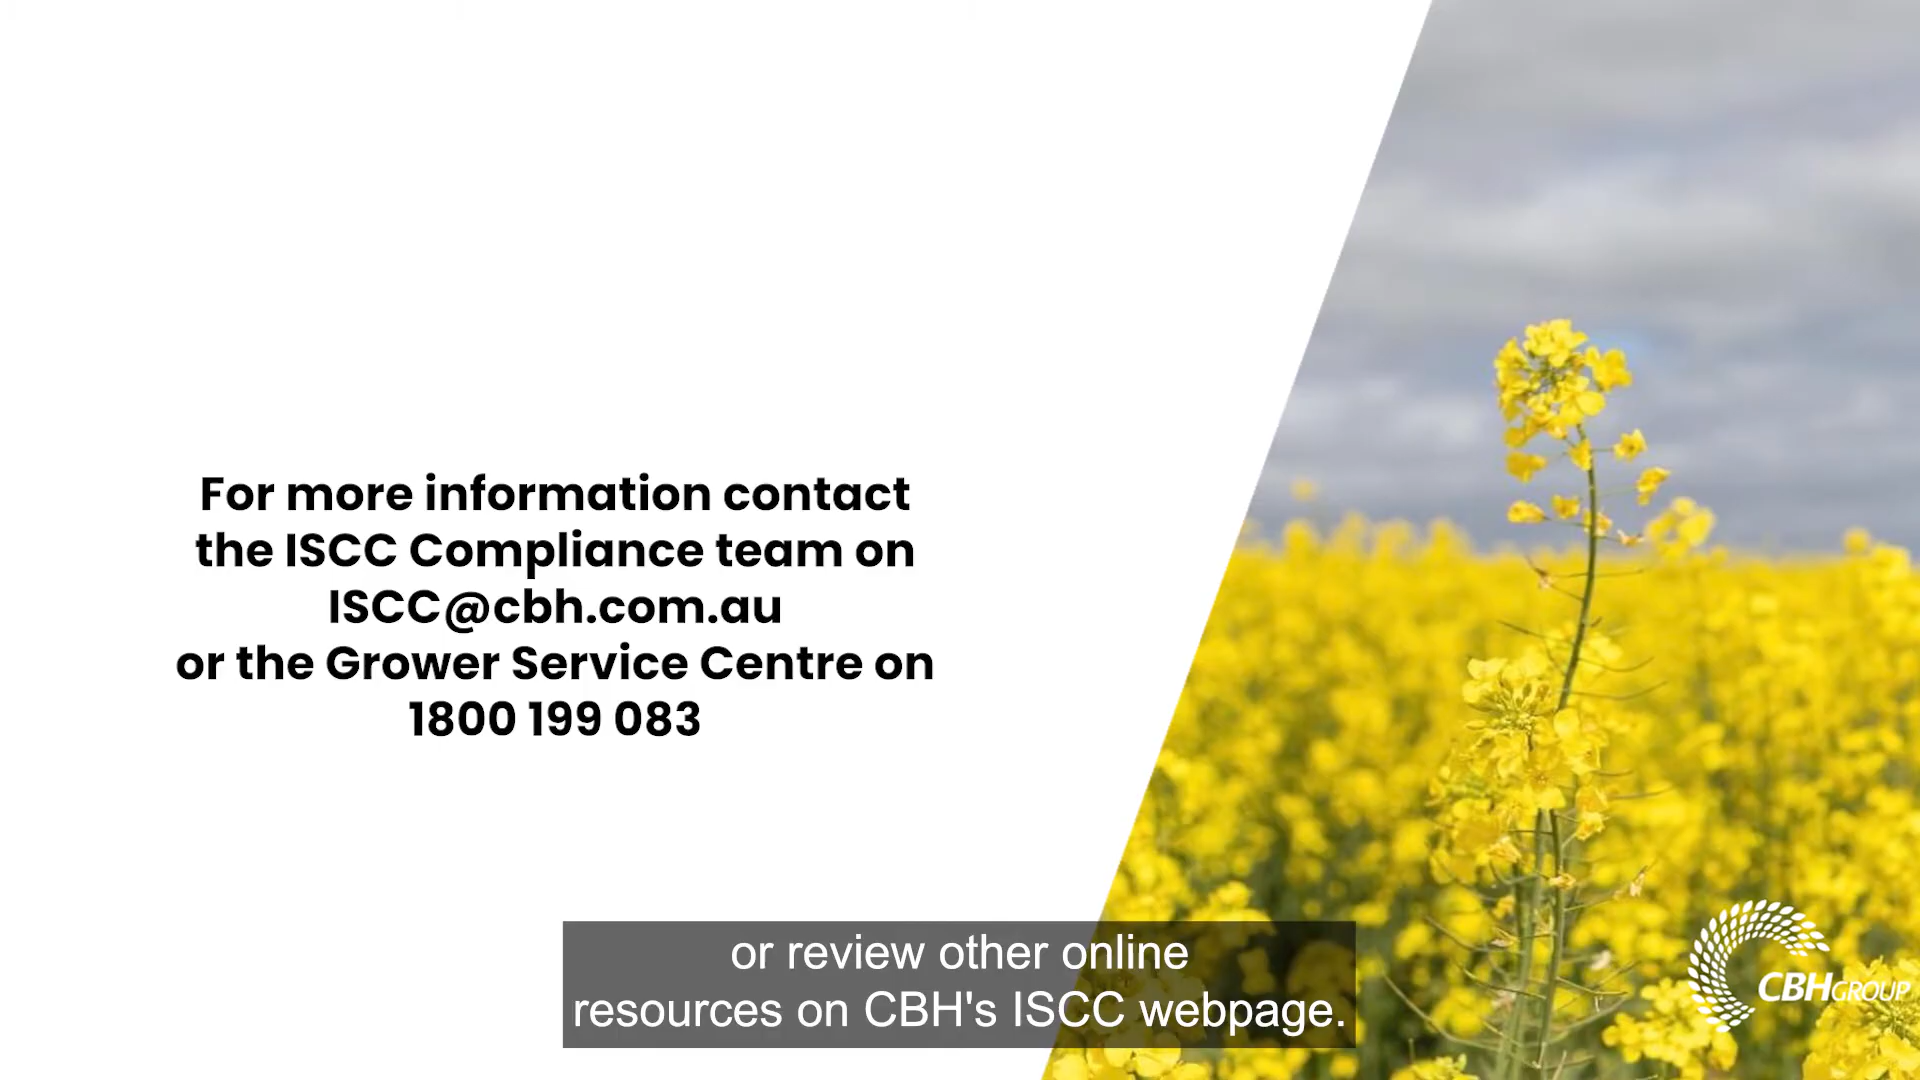 For more information contact
the ISCC Compliance team on
ISCC@cbh.com.au
or the Grower Service Centre on
1800 199 083
or review other online
resources on CBH's ISCC webpage.
CBHGROUP